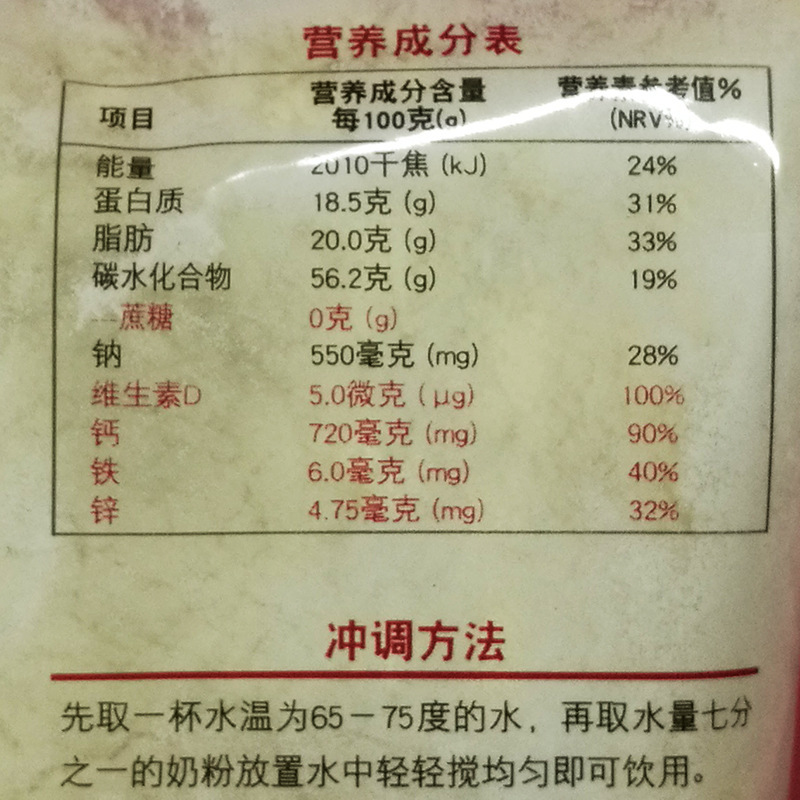 营养成分表
项目 营养成分含量每100克(g) 营养素参考值%(NRV%)
能量 2010千焦 (kJ) 24%
蛋白质 18.5克 (g) 31%
脂肪 20.0克 (g) 33%
碳水化合物 56.2克 (g) 19%
—蔗糖 0克 (g)
钠 550毫克 (mg) 28%
维生素D 5.0微克 (μg) 100%
钙 720毫克 (mg) 90%
铁 6.0毫克 (mg) 40%
锌 4.75毫克 (mg) 32%
冲调方法
先取一杯水温为65-75度的水，再取水量七分
之一的奶粉放置水中轻轻搅均匀即可饮用。